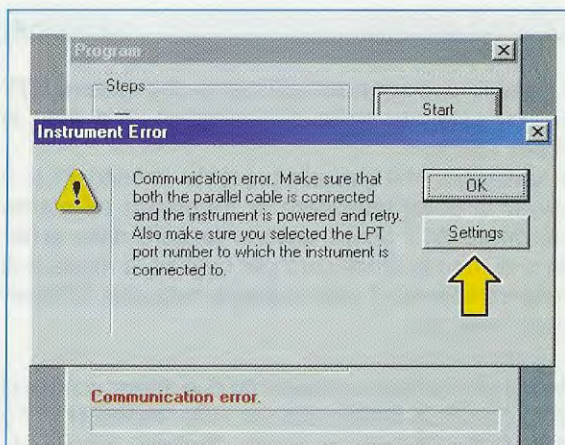 Program
Steps
Start
Instrument Error
Communication error. Make sure that
both the parallel cable is connected
and the instrument is powered and retry.
Also make sure you selected the LPT
port number to which the instrument is
connected to.
OK
Settings
Communication error.